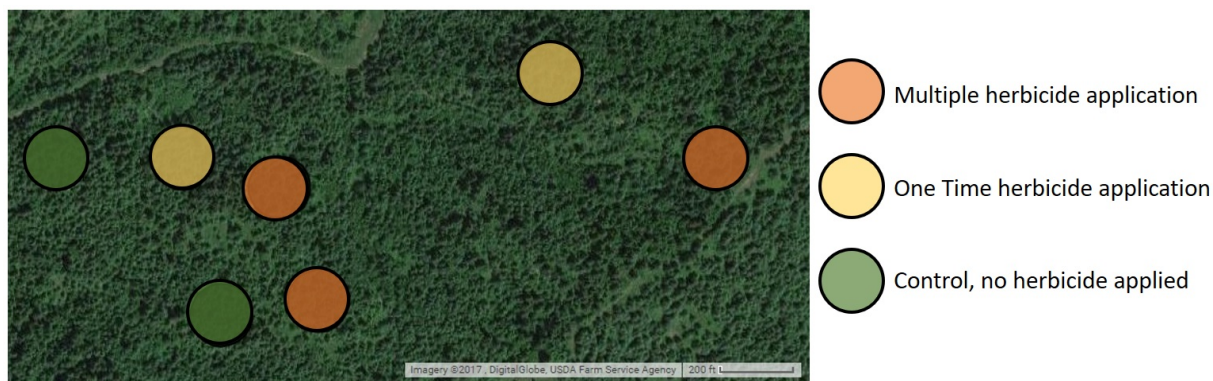 Multiple herbicide application
One Time herbicide application
Control, no herbicide applied
Imagery ©2017 , DigitalGlobe, USDA Farm Service Agency 200 ft